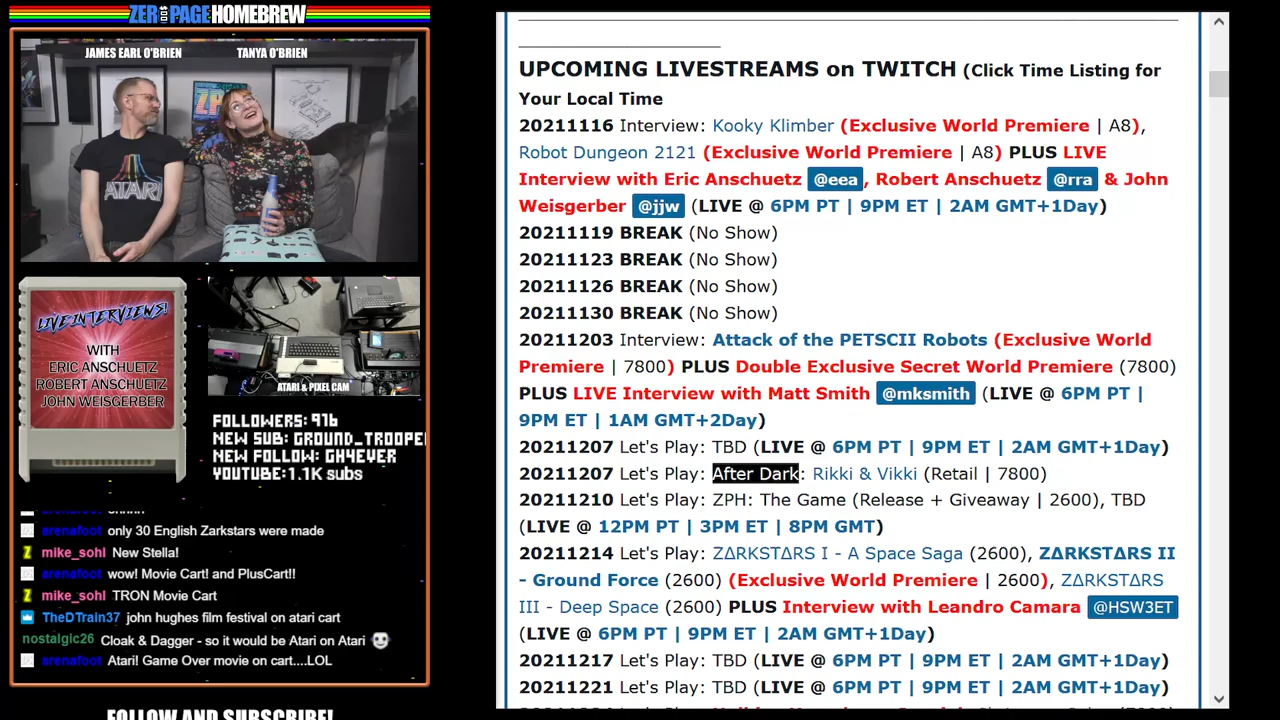 ZEROPAGE HOMEBREW
JAMES EARL O'BRIEN
TANYA O'BRIEN
ATARI
LIVE INTERVIEWS!
WITH
ERIC ANSCHUETZ
ROBERT ANSCHUETZ
JOHN WEISGERBER
ATARI & PIXEL CAM
FOLLOWERS: 916
NEW SUB: GROUND_TROOPE
NEW FOLLOW: GH4EVER
YOUTUBE: 1.1K subs
arenafoot only 30 English Zarkstars were made
mike_sohl New Stella!
arenafoot wow! Movie Cart! and PlusCart!!
mike_sohl TRON Movie Cart
TheDTrain37 john hughes film festival on atari cart
nostalgic26 Cloak & Dagger - so it would be Atari on Atari
arenafoot Atari! Game Over movie on cart....LOL
FOLLOW AND SUBSCRIBE!
UPCOMING LIVESTREAMS on TWITCH (Click Time Listing for
Your Local Time
20211116 Interview: Kooky Klimber (Exclusive World Premiere | A8),
Robot Dungeon 2121 (Exclusive World Premiere | A8) PLUS LIVE
Interview with Eric Anschuetz @eea, Robert Anschuetz @rra & John
Weisgerber @jjw (LIVE @ 6PM PT | 9PM ET | 2AM GMT+1Day)
20211119 BREAK (No Show)
20211123 BREAK (No Show)
20211126 BREAK (No Show)
20211130 BREAK (No Show)
20211203 Interview: Attack of the PETSCII Robots (Exclusive World
Premiere | 7800) PLUS Double Exclusive Secret World Premiere (7800)
PLUS LIVE Interview with Matt Smith @mksmith (LIVE @ 6PM PT |
9PM ET | 1AM GMT+2Day)
20211207 Let's Play: TBD (LIVE @ 6PM PT | 9PM ET | 2AM GMT+1Day)
20211207 Let's Play: After Dark: Rikki & Vikki (Retail | 7800)
20211210 Let's Play: ZPH: The Game (Release + Giveaway | 2600), TBD
(LIVE @ 12PM PT | 3PM ET | 8PM GMT)
20211214 Let's Play: Z∆RKST∆RS I - A Space Saga (2600), Z∆RKST∆RS II
- Ground Force (2600) (Exclusive World Premiere | 2600), Z∆RKST∆RS
III - Deep Space (2600) PLUS Interview with Leandro Camara @HSW3ET
(LIVE @ 6PM PT | 9PM ET | 2AM GMT+1Day)
20211217 Let's Play: TBD (LIVE @ 6PM PT | 9PM ET | 2AM GMT+1Day)
20211221 Let's Play: TBD (LIVE @ 6PM PT | 9PM ET | 2AM GMT+1Day)